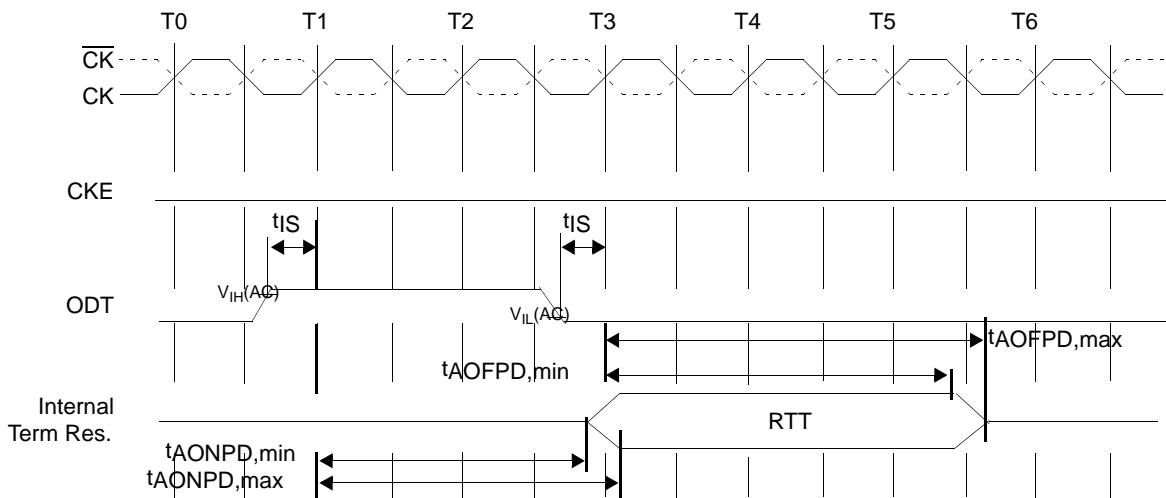 T0 T1 T2 T3 T4 T5 T6
CK
CK
CKE
tIS tIS
VIH(AC)
ODT
VIL(AC)
tAOFPD,max
tAOFPD,min
Internal
Term Res.
RTT
tAONPD,min
tAONPD,max